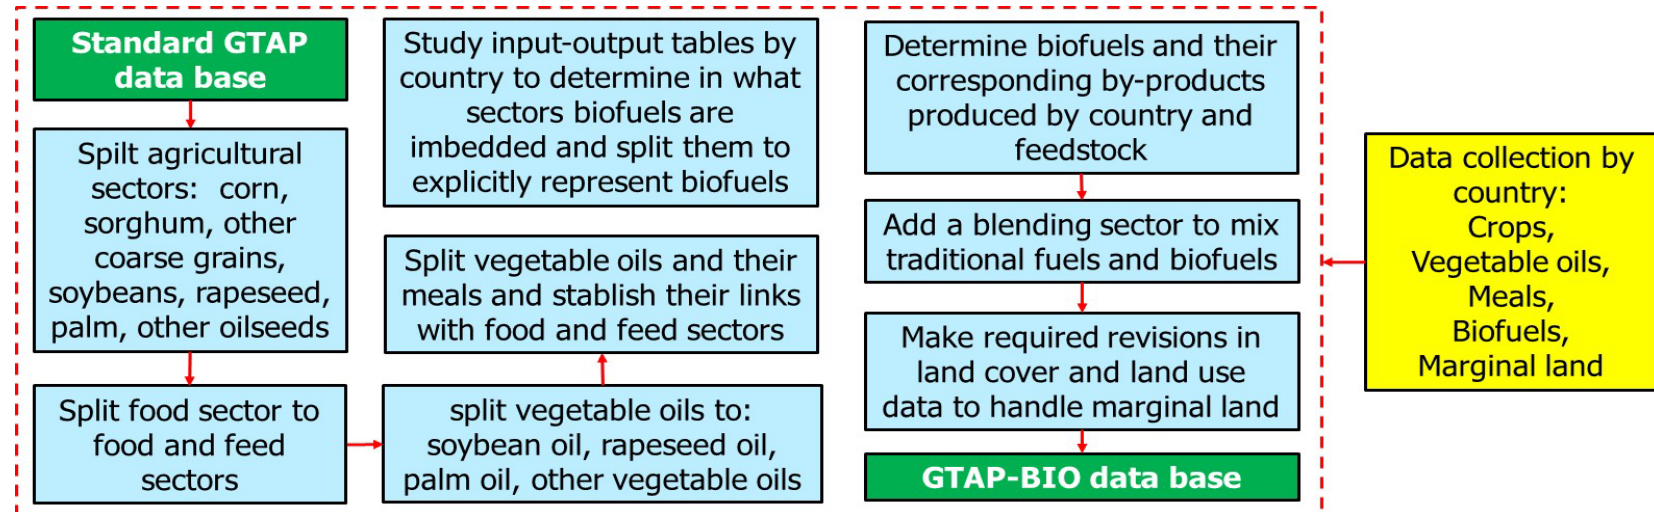 Standard GTAP
data base
Spilt agricultural
sectors:  corn,
sorghum, other
coarse grains,
soybeans, rapeseed,
palm, other oilseeds
Split food sector to
food and feed
sectors
split vegetable oils to:
soybean oil, rapeseed oil,
palm oil, other vegetable oils
Split vegetable oils and their
meals and stablish their links
with food and feed sectors
Study input-output tables by
country to determine in what
sectors biofuels are
imbedded and split them to
explicitly represent biofuels
Determine biofuels and their
corresponding by-products
produced by country and
feedstock
Add a blending sector to mix
traditional fuels and biofuels
Make required revisions in
land cover and land use
data to handle marginal land
GTAP-BIO data base
Data collection by
country:
Crops,
Vegetable oils,
Meals,
Biofuels,
Marginal land